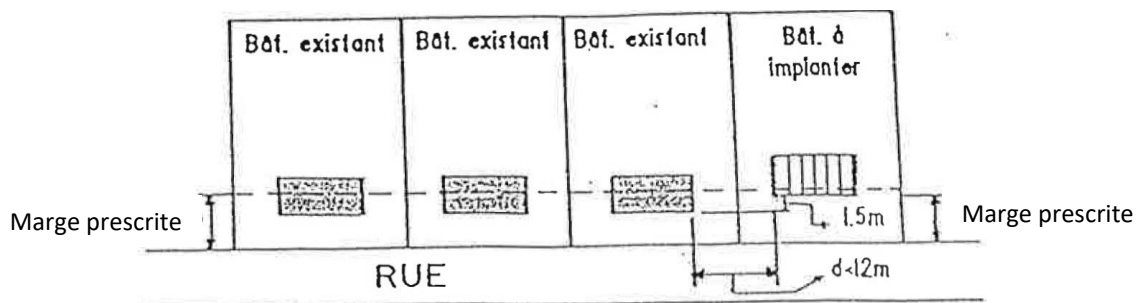 Bât. existant
Bât. existant
Bât. existant
Bât. à
implanter
Marge prescrite
Marge prescrite
1.5m
RUE
d<12m